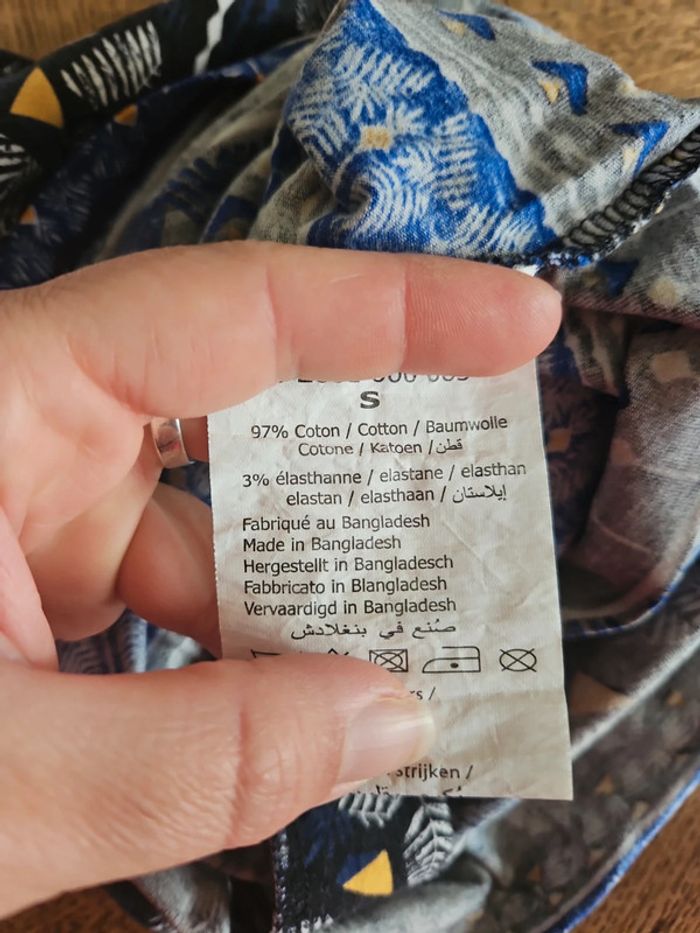 S
97% Coton / Cotton / Baumwolle
Cotone / Katoen / قطن
3% élasthanne / elastane / elasthan
elastan / elasthaan / إيلاستان
Fabriqué au Bangladesh
Made in Bangladesh
Hergestellt in Bangladesch
Fabbricato in Blangladesh
Vervaardigd in Bangladesh
صُنع في بنغلادش
/
strijken /